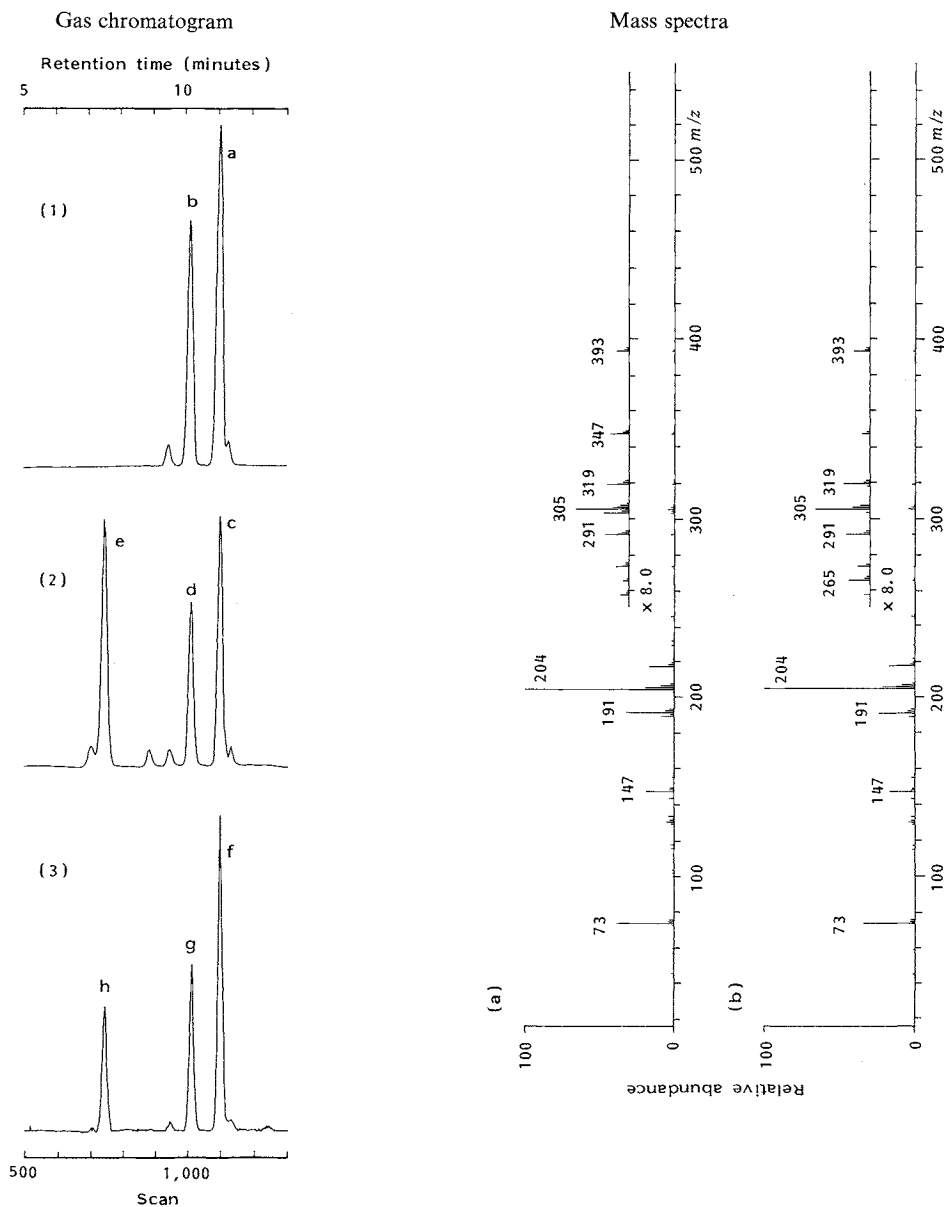 Gas chromatogram
Mass spectra
Retention time (minutes)
5 10
(1)
b
a
(2)
e
d
c
(3)
h
g
f
500 1,000
Scan
(a)
Relative abundance
100
0
73
147
191
204
x 8.0
291
305
319
347
393
100
200
300
400
500 m/z
(b)
100
0
73
147
191
204
x 8.0
265
291
305
319
393
100
200
300
400
500 m/z